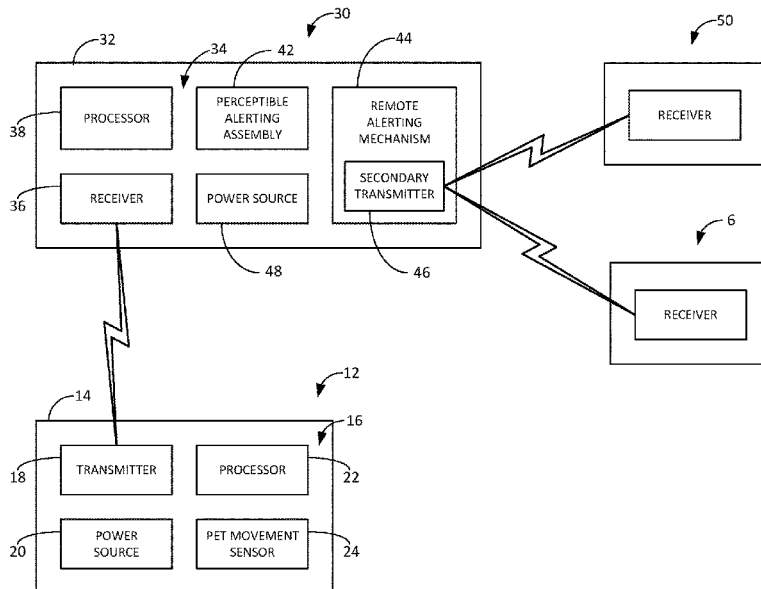 30
32
34
42
44
50
PROCESSOR
PERCEPTIBLE
ALERTING
ASSEMBLY
REMOTE
ALERTING
MECHANISM
RECEIVER
38
RECEIVER
POWER SOURCE
SECONDARY
TRANSMITTER
36
48
46
6
RECEIVER
12
14
16
TRANSMITTER
PROCESSOR
18
22
POWER
SOURCE
PET MOVEMENT
SENSOR
20
24